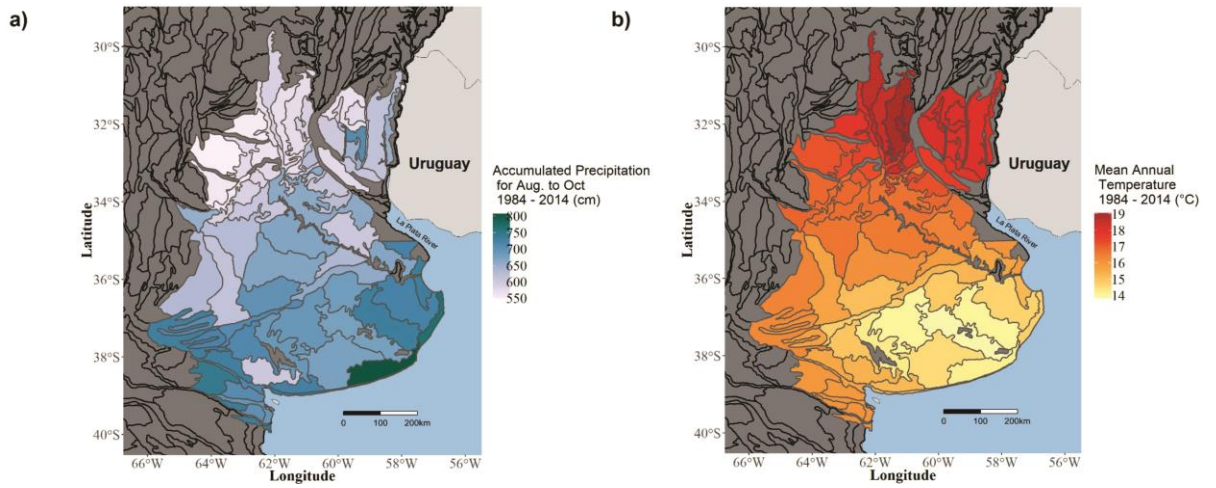 a)
30°S
32°S
34°S
36°S
38°S
40°S
Latitude
66°W 64°W 62°W 60°W 58°W 56°W
Longitude
Uruguay
La Plata River
0 100 200km
Accumulated Precipitation
for Aug. to Oct
1984 - 2014 (cm)
800
750
700
650
600
550
b)
30°S
32°S
34°S
36°S
38°S
40°S
Latitude
66°W 64°W 62°W 60°W 58°W 56°W
Longitude
Uruguay
La Plata River
0 100 200km
Mean Annual
Temperature
1984 - 2014 (°C)
19
18
17
16
15
14